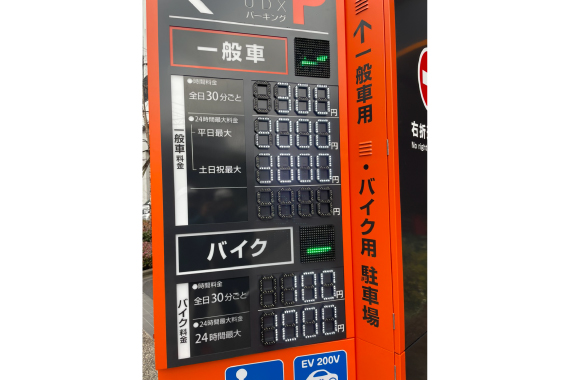 UDX
パーキング
P
一般車
一般車料金
●時間料金
全日30分ごと
円
●24時間最大料金
平日最大 2000円
土日祝最大 3000円
円
バイク
バイク料金
●時間料金
全日30分ごと 100円
●24時間最大料金
24時間最大 1000円
EV 200V
↑一般車用
・バイク用 駐車場
右折
No righ